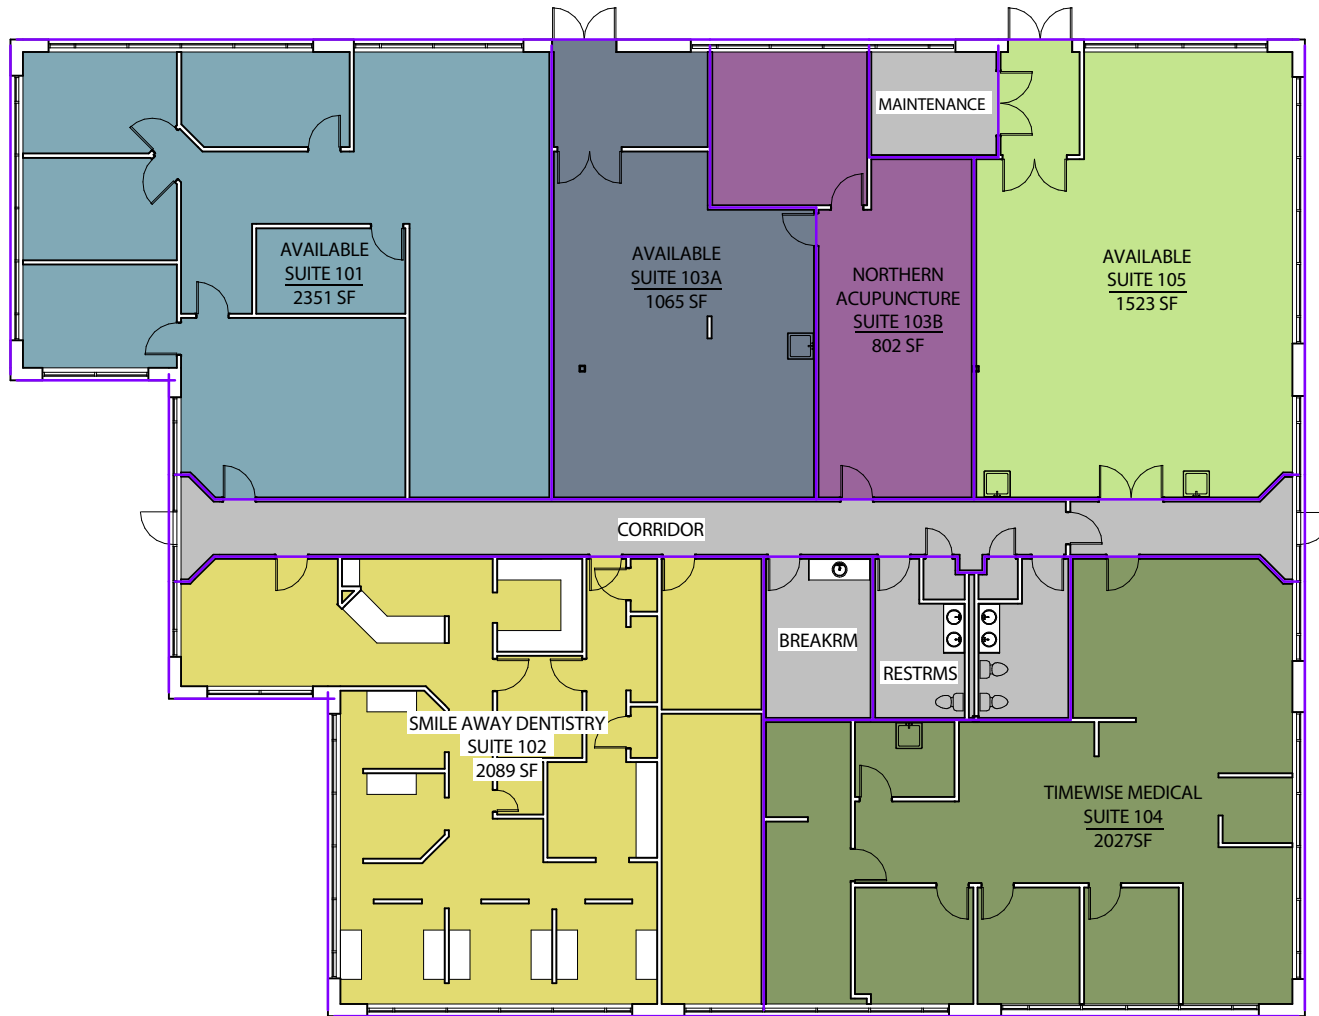 MAINTENANCE
AVAILABLE
SUITE 101
2351 SF
AVAILABLE
SUITE 103A
1065 SF
NORTHERN
ACUPUNCTURE
SUITE 103B
802 SF
AVAILABLE
SUITE 105
1523 SF
CORRIDOR
BREAKRM
RESTRMS
SMILE AWAY DENTISTRY
SUITE 102
2089 SF
TIMEWISE MEDICAL
SUITE 104
2027SF